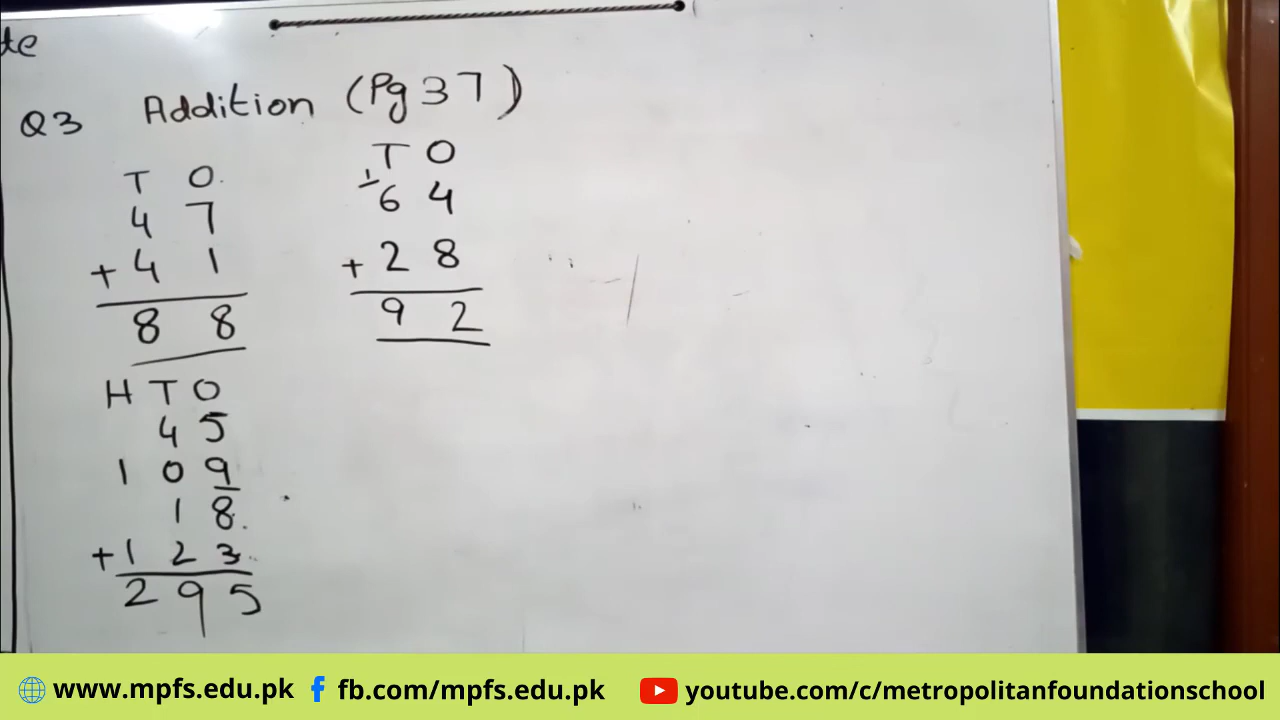 te
Q3 Addition (Pg 37)
T O
4 7
+ 4 1
8 8
T O
1
6 4
+ 2 8
9 2
H T O
4 5
1 0 9
1 8
+ 1 2 3
2 9 5
www.mpfs.edu.pk fb.com/mpfs.edu.pk youtube.com/c/metropolitanfoundationschool